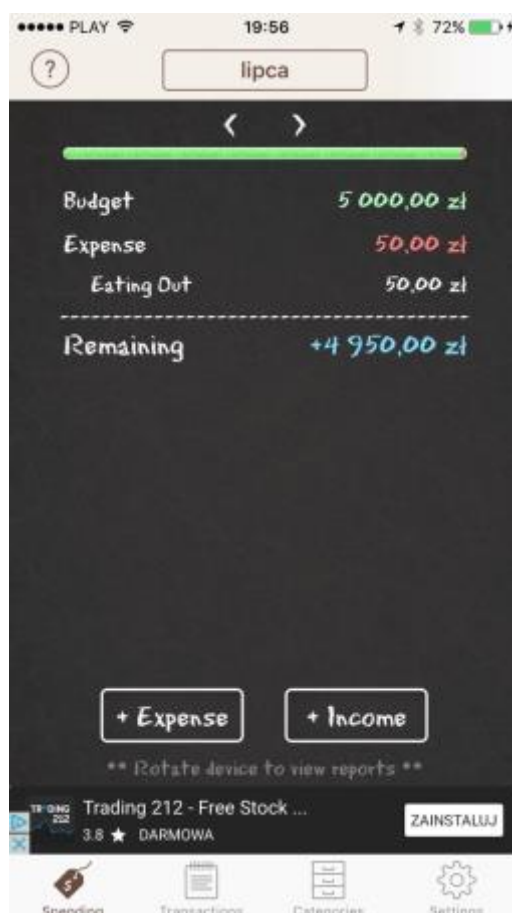 PLAY 19:56 72%
? lipca
Budget 5 000,00 zł
Expense 50,00 zł
Eating Out 50,00 zł
Remaining +4 950,00 zł
+ Expense + Income
** Rotate device to view reports **
TRADING 212 Trading 212 - Free Stock ...
3.8 ★ DARMOWA ZAINSTALUJ
Spending Transactions Categories Settings